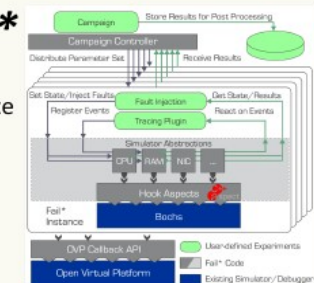 *
Campaign
Store Results for Post Processing
Campaign Controller
Distribute Parameter Set
Receive Results
Set State/Inject Faults
Get State/Results
Fault Injection
Register Events
React on Events
Tracing Plugin
Simulator Abstractions
CPU RAM NIC ...
Hook Aspects
Fail*
Instance
Bochs
OVP Callback API
Open Virtual Platform
User-defined Experiments
Fail* Code
Existing Simulator/Debugger